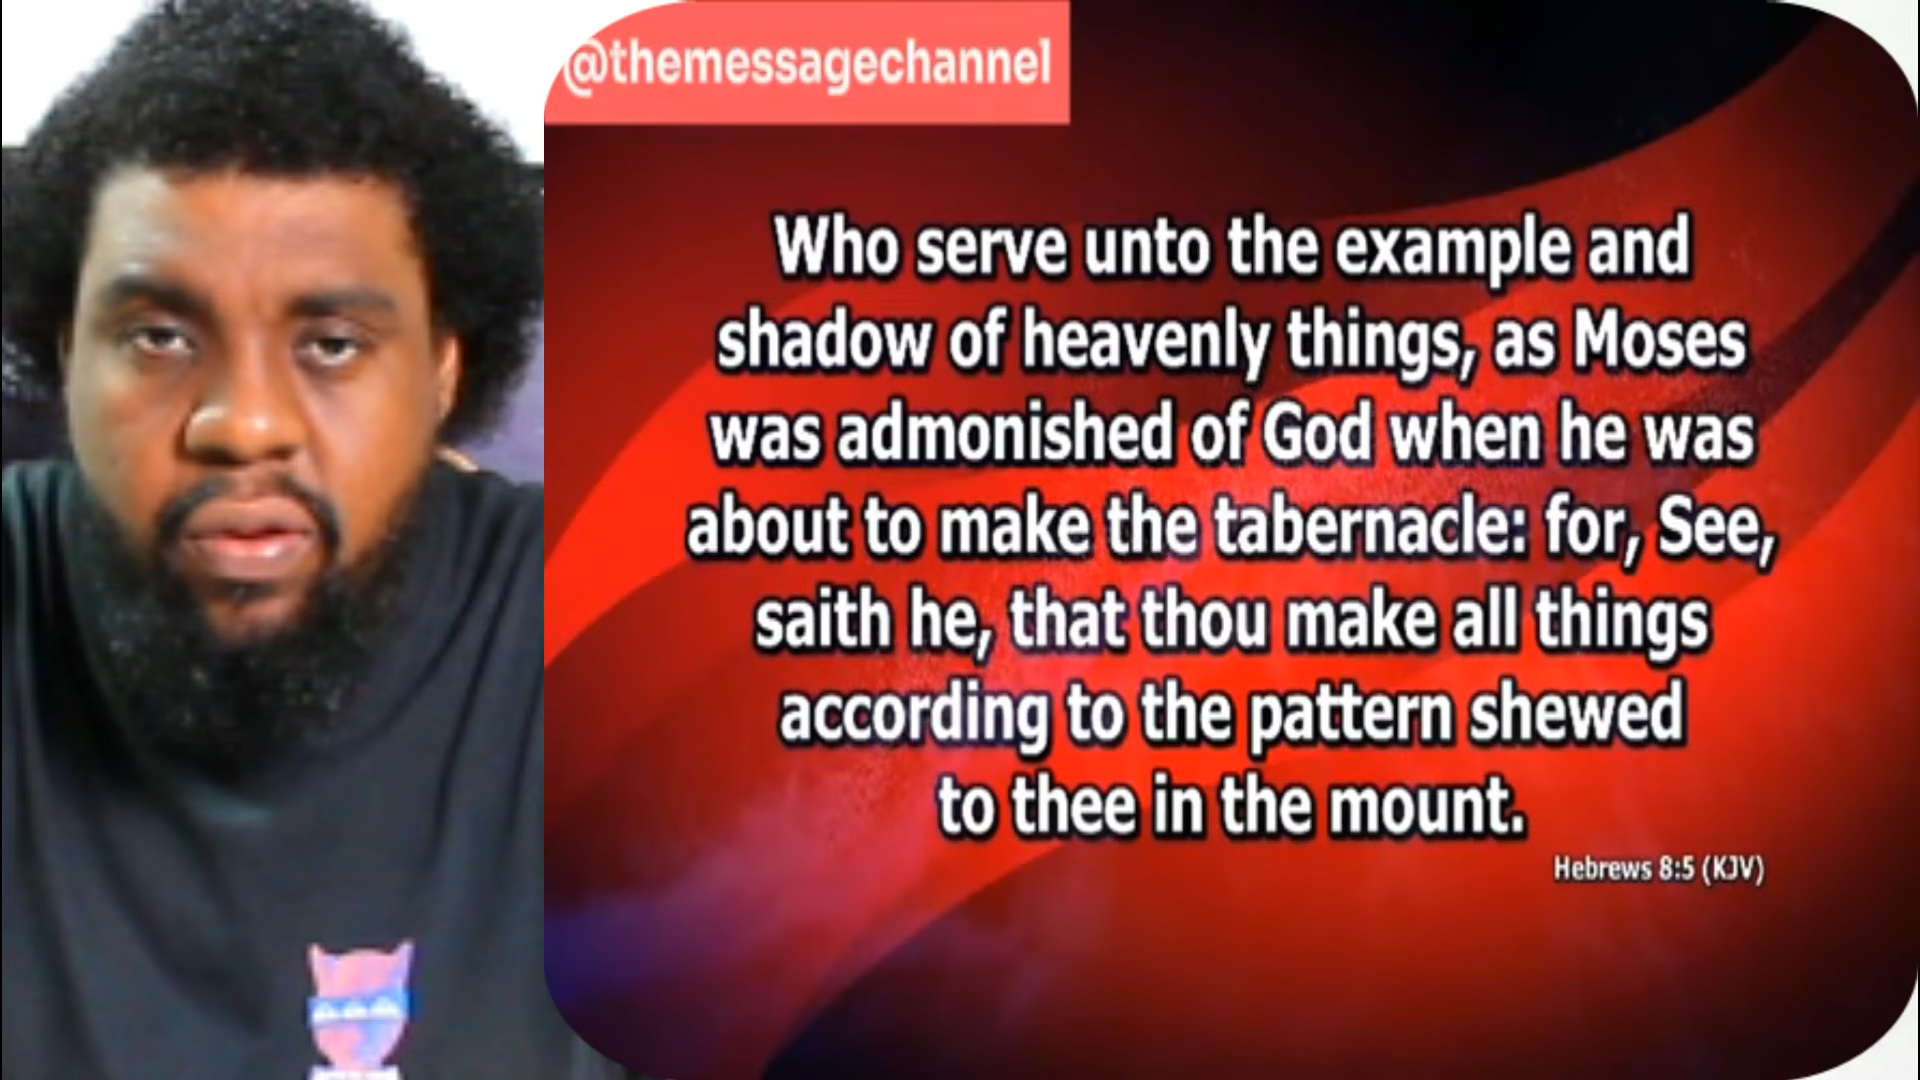 @themessagechannel
Who serve unto the example and
shadow of heavenly things, as Moses
was admonished of God when he was
about to make the tabernacle: for, See,
saith he, that thou make all things
according to the pattern shewed
to thee in the mount.
Hebrews 8:5 (KJV)